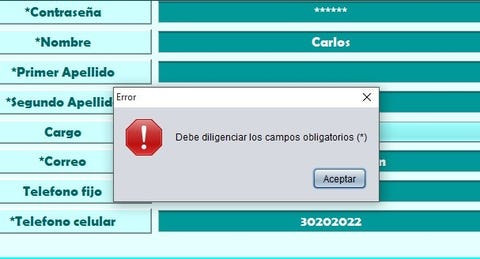 *Contraseña
******
*Nombre
Carlos
*Primer Apellido
*Segundo Apellid
Error
Debe diligenciar los campos obligatorios (*)
Aceptar
Cargo
*Correo
Telefono fijo
*Telefono celular
30202022